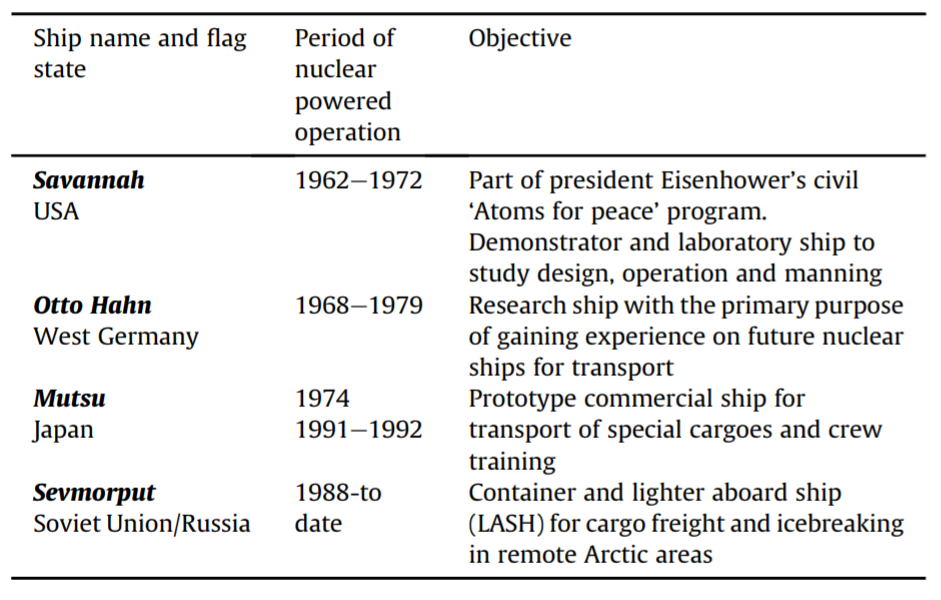 Ship name and flag state
Period of nuclear powered operation
Objective
Savannah
USA
1962–1972
Part of president Eisenhower's civil
'Atoms for peace' program.
Demonstrator and laboratory ship to
study design, operation and manning
Otto Hahn
West Germany
1968–1979
Research ship with the primary purpose
of gaining experience on future nuclear
ships for transport
Mutsu
Japan
1974
1991–1992
Prototype commercial ship for
transport of special cargoes and crew
training
Sevmorput
Soviet Union/Russia
1988-to
date
Container and lighter aboard ship
(LASH) for cargo freight and icebreaking
in remote Arctic areas